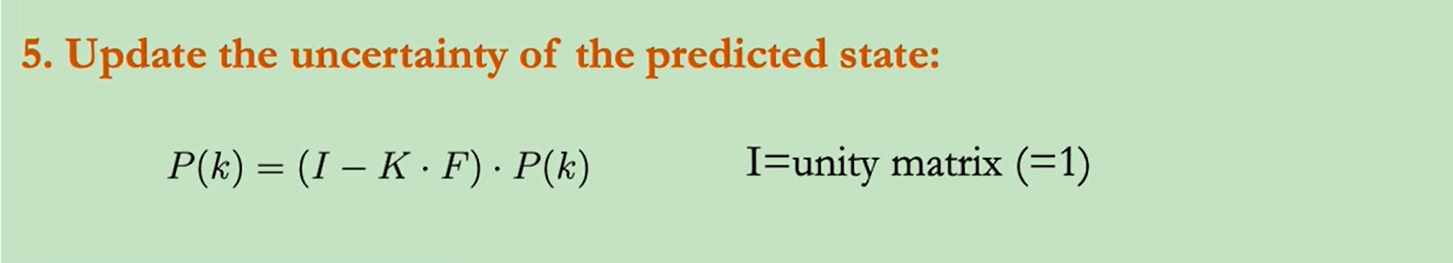 5. Update the uncertainty of the predicted state:
P(k) = (I − K · F) · P(k) I=unity matrix (=1)